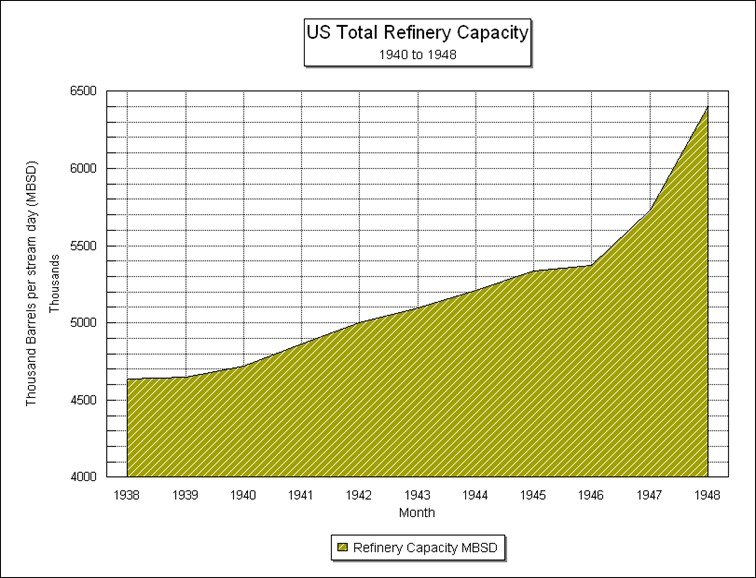 US Total Refinery Capacity
1940 to 1948
Thousand Barrels per stream day (MBSD)
Thousands
6500
6000
5500
5000
4500
4000
1938 1939 1940 1941 1942 1943 1944 1945 1946 1947 1948
Month
Refinery Capacity MBSD